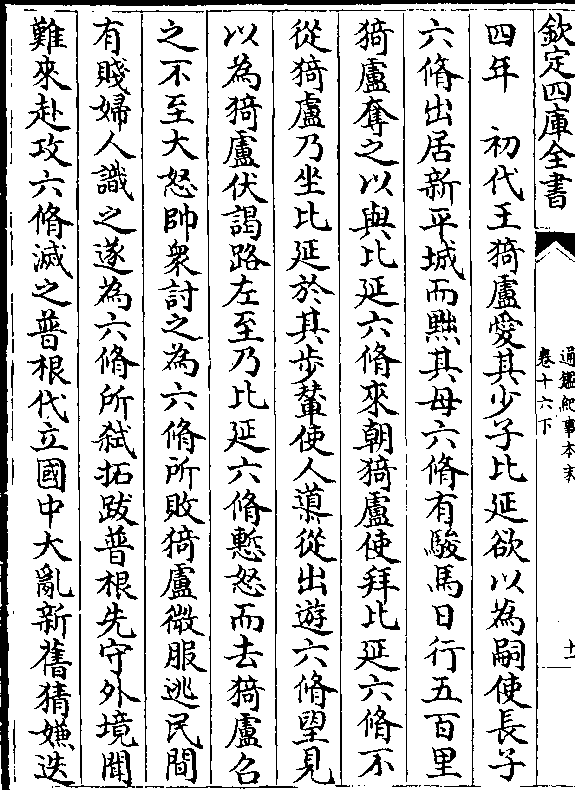 欽定四庫全書
通鑑紀事本末
卷十六下
十一
四年　初代王猗盧愛其少子比延欲以為嗣使長子
六脩出居新平城而黜其母六脩有駿馬日行五百里
猗盧奪之以與比延六脩來朝猗盧使拜比延六脩不
從猗盧乃坐比延於其步輦使人導從出遊六脩望見
以為猗盧伏謁路左至乃比延六脩慙怒而去猗盧召
之不至大怒帥衆討之為六脩所敗猗盧微服逃民間
有賤婦人識之遂為六脩所弑拓跋普根先守外境聞
難來赴攻六脩滅之普根代立國中大亂新舊猜嫌迭